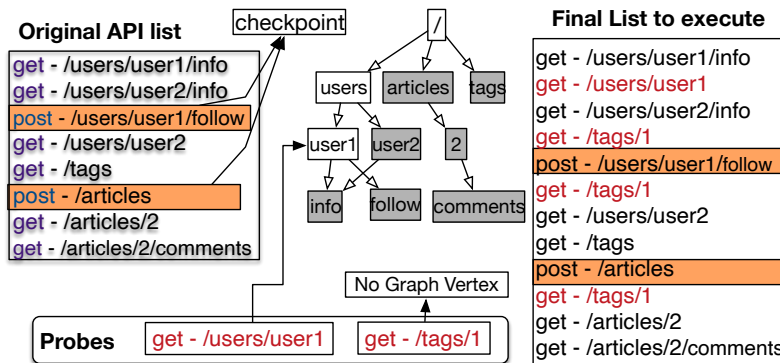 Original API list
get - /users/user1/info
get - /users/user2/info
post - /users/user1/follow
get - /users/user2
get - /tags
post - /articles
get - /articles/2
get - /articles/2/comments
checkpoint
/
users articles tags
user1 user2 2
info follow comments
No Graph Vertex
Probes get - /users/user1 get - /tags/1
Final List to execute
get - /users/user1/info
get - /users/user1
get - /users/user2/info
get - /tags/1
post - /users/user1/follow
get - /tags/1
get - /users/user2
get - /tags
post - /articles
get - /tags/1
get - /articles/2
get - /articles/2/comments